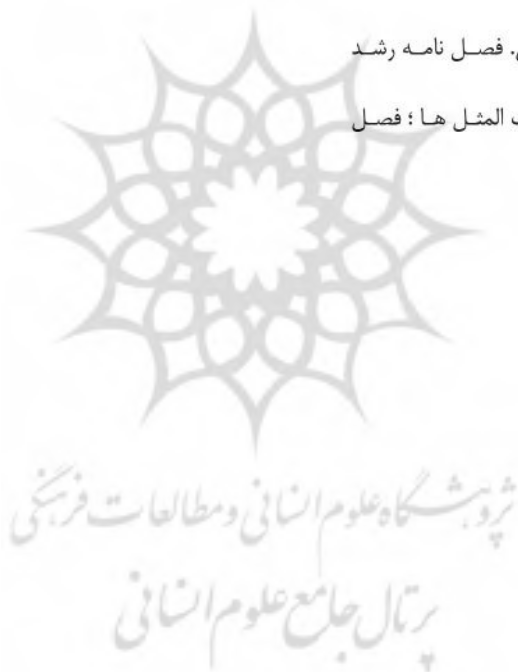 . فصل نامه رشد
المثل ها ؛ فصل
پژوهشگاه علوم انسانی و مطالعات فرهنگی
پرتال جامع علوم انسانی